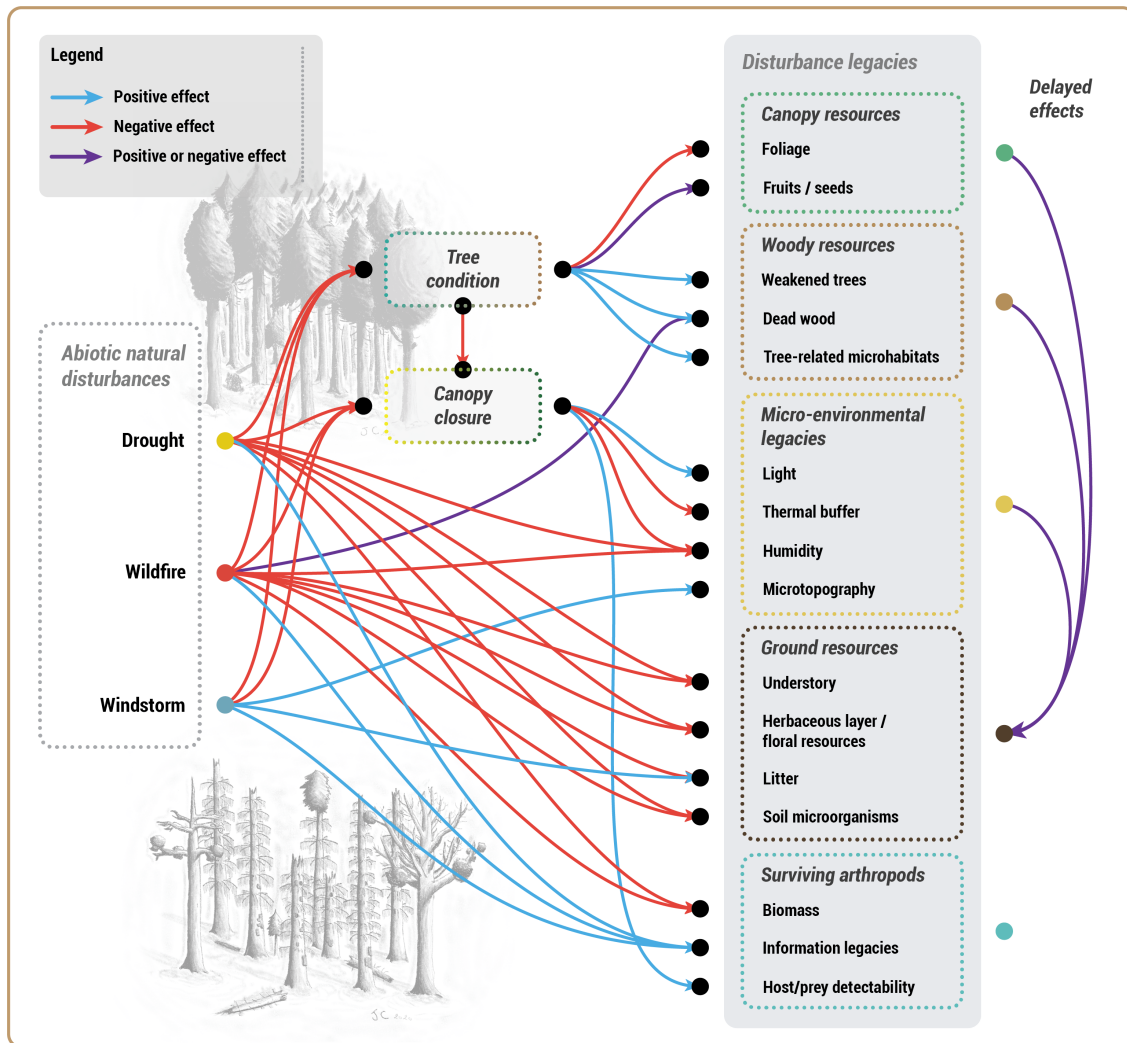 Legend
Positive effect
Negative effect
Positive or negative effect
Abiotic natural
disturbances
Drought
Wildfire
Windstorm
Tree
condition
Canopy
closure
Disturbance legacies
Canopy resources
Foliage
Fruits / seeds
Woody resources
Weakened trees
Dead wood
Tree-related microhabitats
Micro-environmental
legacies
Light
Thermal buffer
Humidity
Microtopography
Ground resources
Understory
Herbaceous layer /
floral resources
Litter
Soil microorganisms
Surviving arthropods
Biomass
Information legacies
Host/prey detectability
Delayed
effects
JC
JC